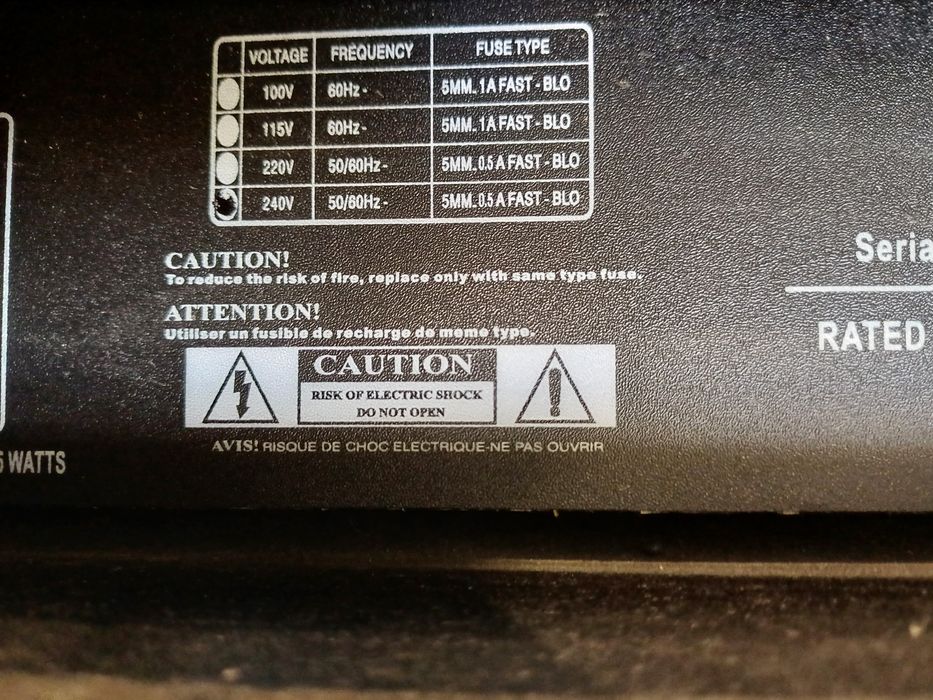 VOLTAGE FREQUENCY FUSE TYPE
100V 60Hz~ 5MM. 1A FAST - BLO
115V 60Hz~ 5MM. 1A FAST - BLO
220V 50/60Hz~ 5MM. 0.5 A FAST - BLO
240V 50/60Hz~ 5MM. 0.5 A FAST - BLO
CAUTION!
To reduce the risk of fire, replace only with same type fuse.
ATTENTION!
Utiliser un fusible de recharge de meme type.
CAUTION
RISK OF ELECTRIC SHOCK
DO NOT OPEN
AVIS! RISQUE DE CHOC ELECTRIQUE-NE PAS OUVRIR
WATTS
Seria
RATED